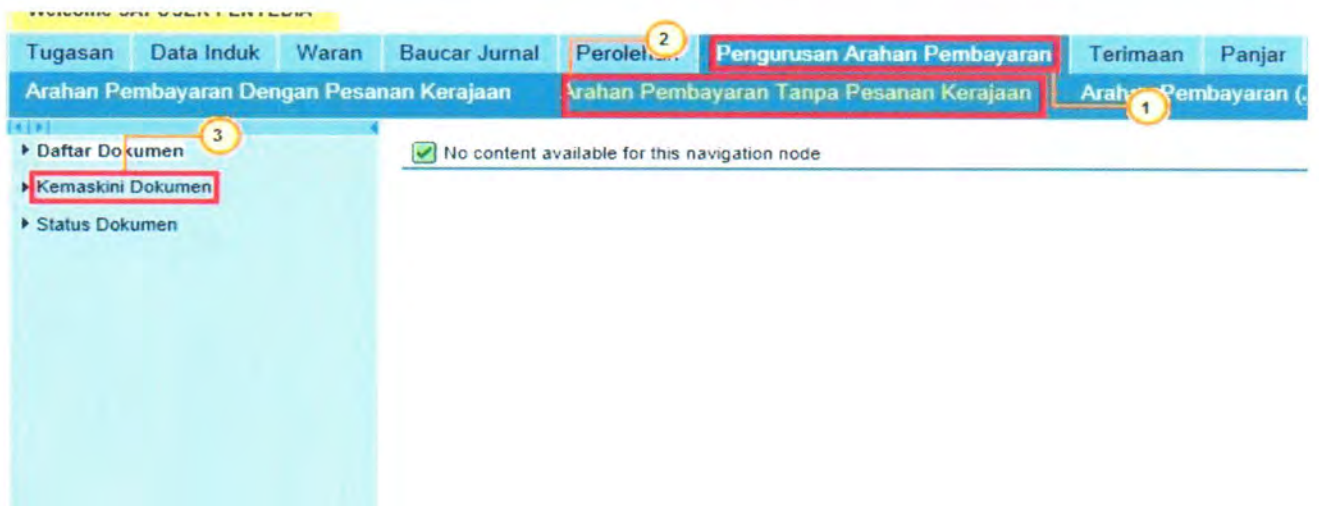 Tugasan Data Induk Waran Baucar Jurnal 2 Pengurusan Arahan Pembayaran Terimaan Panjar
Arahan Pembayaran Dengan Pesanan Kerajaan Arahan Pembayaran Tanpa Pesanan Kerajaan 1
3
Daftar Dokumen No content available for this navigation node
Kemaskini Dokumen
Status Dokumen